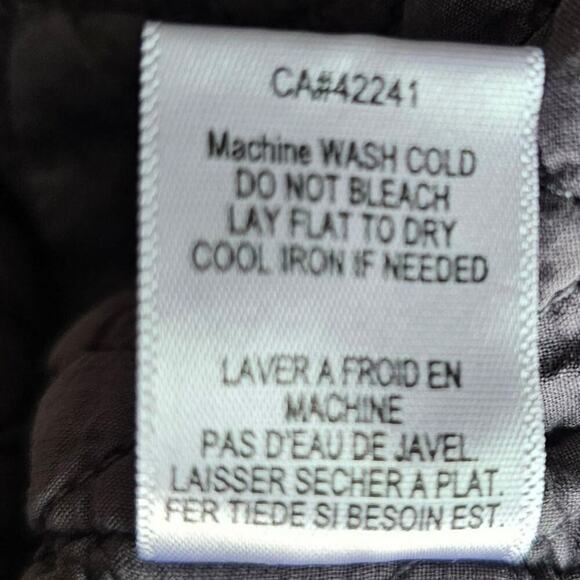 CA#42241
Machine WASH COLD
DO NOT BLEACH
LAY FLAT TO DRY
COOL IRON IF NEEDED
LAVER A FROID EN
MACHINE
PAS D'EAU DE JAVEL.
LAISSER SECHER A PLAT.
FER TIEDE SI BESOIN EST.